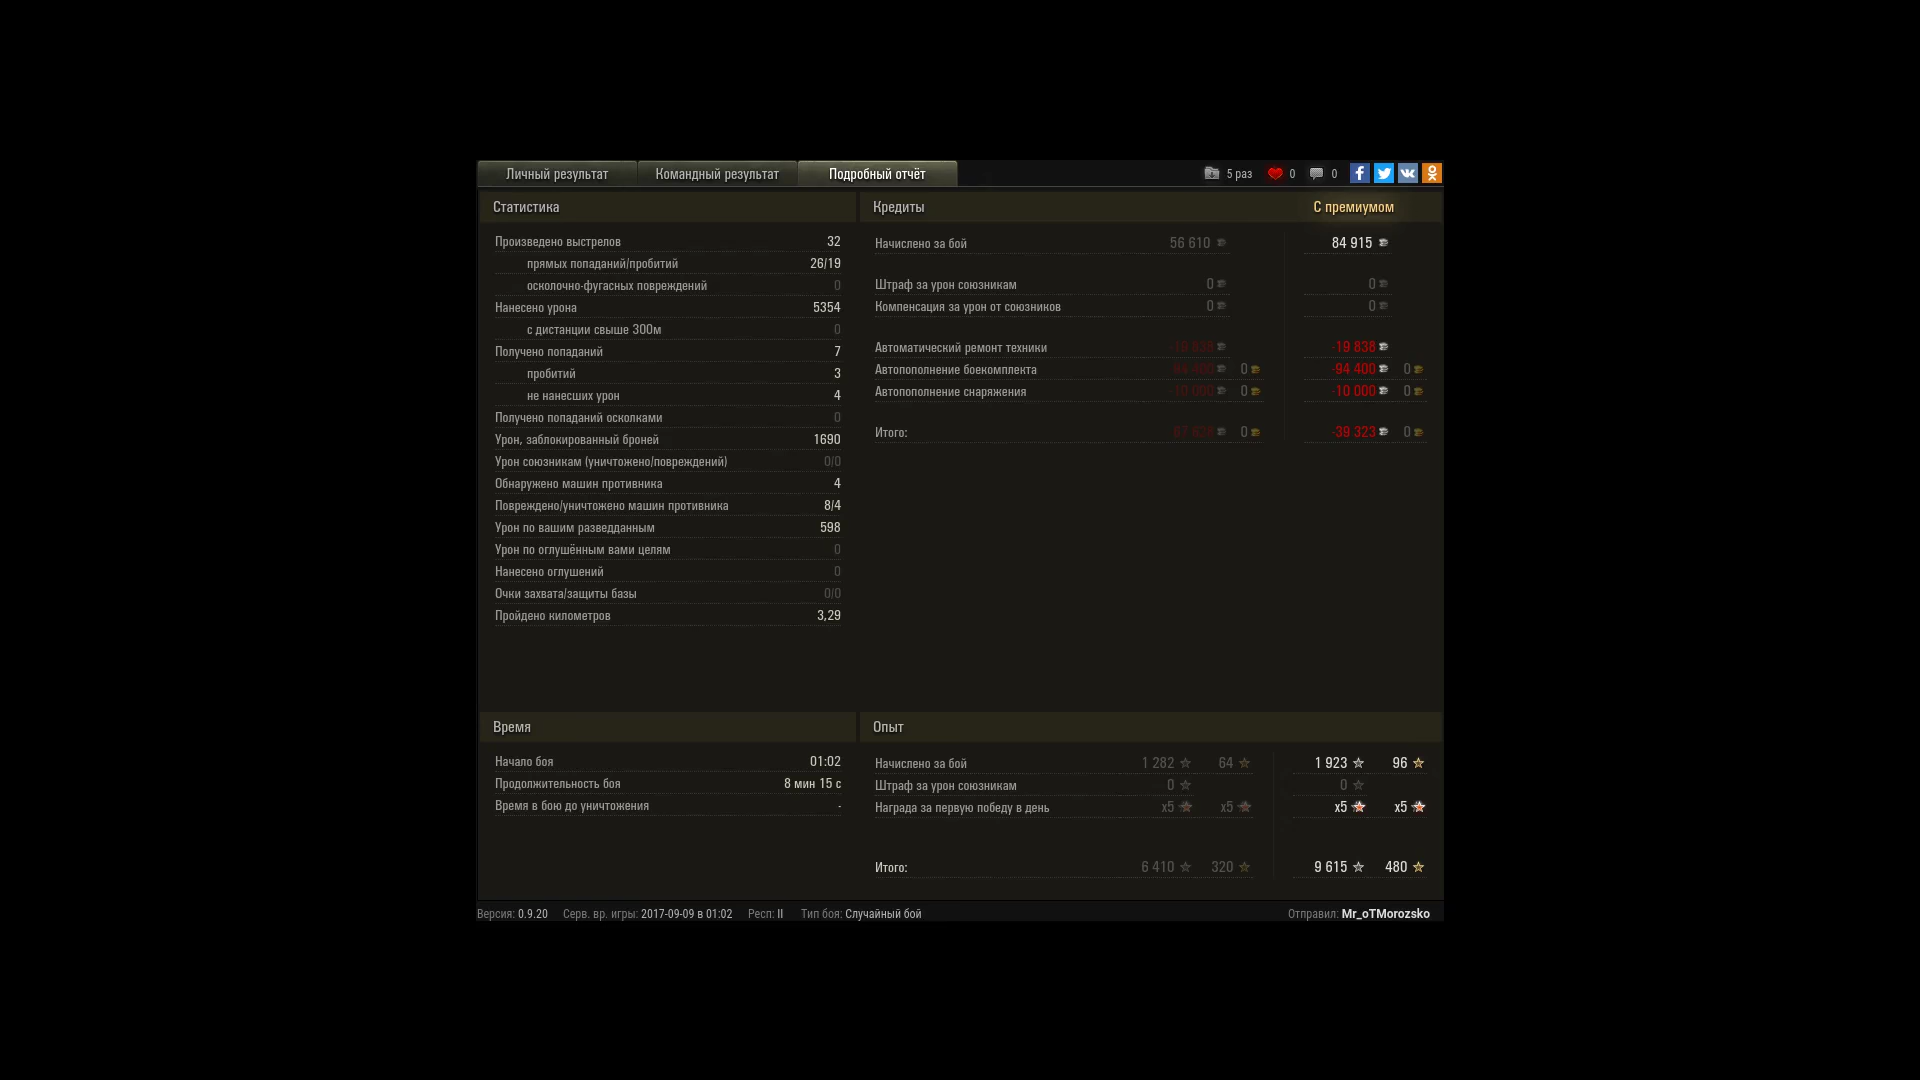 Личный результат Командный результат Подробный отчёт 5 раз 0 0
Статистика
Произведено выстрелов 32
прямых попаданий/пробитий 26/19
осколочно-фугасных повреждений 0
Нанесено урона 5354
с дистанции свыше 300м 0
Получено попаданий 7
пробитий 3
не нанесших урон 4
Получено попаданий осколками 0
Урон, заблокированный броней 1690
Урон союзникам (уничтожено/повреждений) 0/0
Обнаружено машин противника 4
Повреждено/уничтожено машин противника 8/4
Урон по вашим разведданным 598
Урон по оглушённым вами целям 0
Нанесено оглушений 0
Очки захвата/защиты базы 0/0
Пройдено километров 3,29
Кредиты С премиумом
Начислено за бой 56 610 84 915
Штраф за урон союзникам 0 0
Компенсация за урон от союзников 0 0
Автоматический ремонт техники -19 838 -19 838
Автопополнение боекомплекта -94 400 0 -94 400 0
Автопополнение снаряжения -10 000 0 -10 000 0
Итого: -67 628 0 -39 323 0
Время
Начало боя 01:02
Продолжительность боя 8 мин 15 с
Время в бою до уничтожения -
Опыт
Начислено за бой 1 282 64 1 923 96
Штраф за урон союзникам 0 0
Награда за первую победу в день x5 x5 x5 x5
Итого: 6 410 320 9 615 480
Версия: 0.9.20 Серв. вр. игры: 2017-09-09 в 01:02 Респ: II Тип боя: Случайный бой Отправил: Mr_oTMorozsko